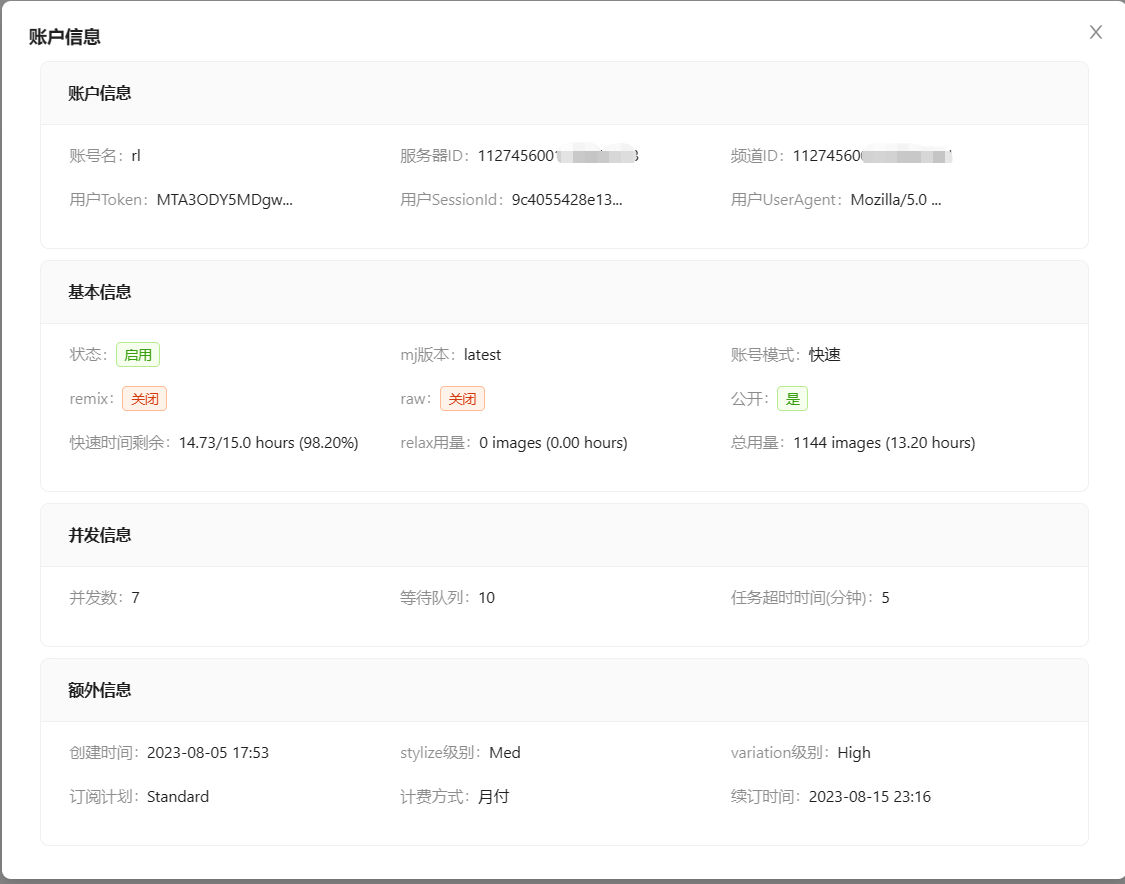 账户信息
账户信息
账号名：rl 服务器ID： 频道ID：
用户Token：MTA3ODY5MDgw... 用户SessionId：9c4055428e13... 用户UserAgent：Mozilla/5.0 ...
基本信息
状态：启用 mj版本：latest 账号模式：快速
remix：关闭 raw：关闭 公开：是
快速时间剩余：14.73/15.0 hours (98.20%) relax用量：0 images (0.00 hours) 总用量：1144 images (13.20 hours)
并发信息
并发数：7 等待队列：10 任务超时时间(分钟)：5
额外信息
创建时间：2023-08-05 17:53 stylize级别：Med variation级别：High
订阅计划：Standard 计费方式：月付 续订时间：2023-08-15 23:16